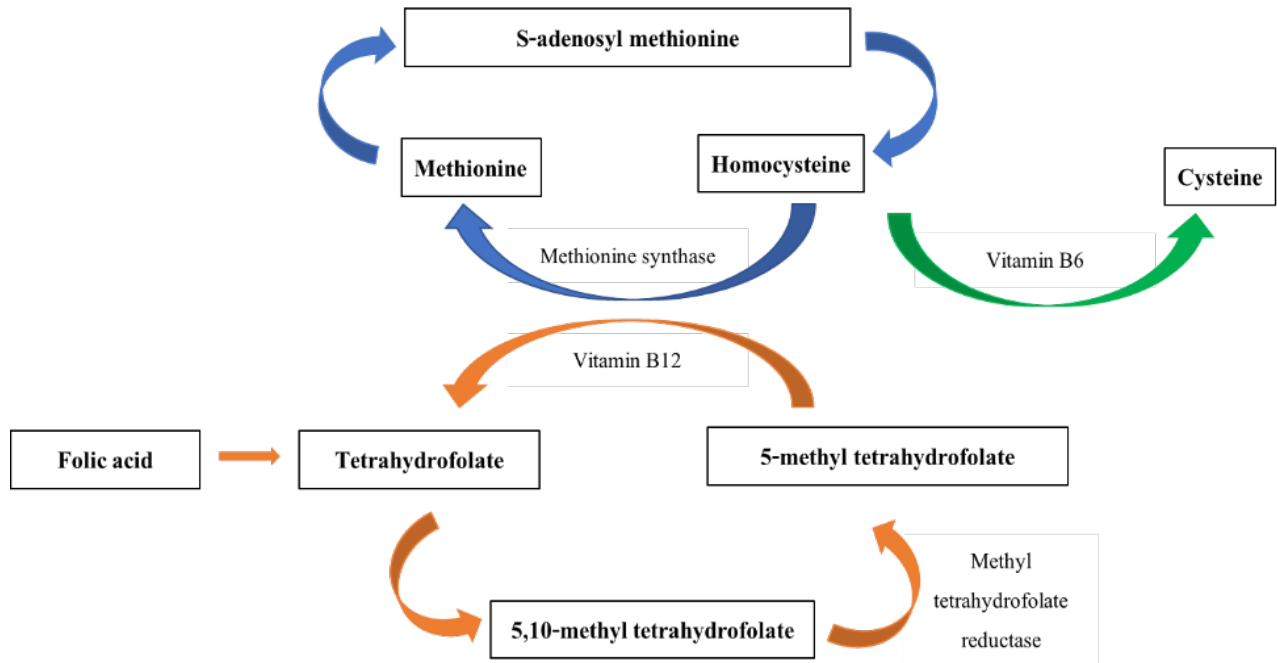 S-adenosyl methionine
Methionine
Homocysteine
Cysteine
Methionine synthase
Vitamin B6
Vitamin B12
Folic acid
Tetrahydrofolate
5-methyl tetrahydrofolate
5,10-methyl tetrahydrofolate
Methyl
tetrahydrofolate
reductase